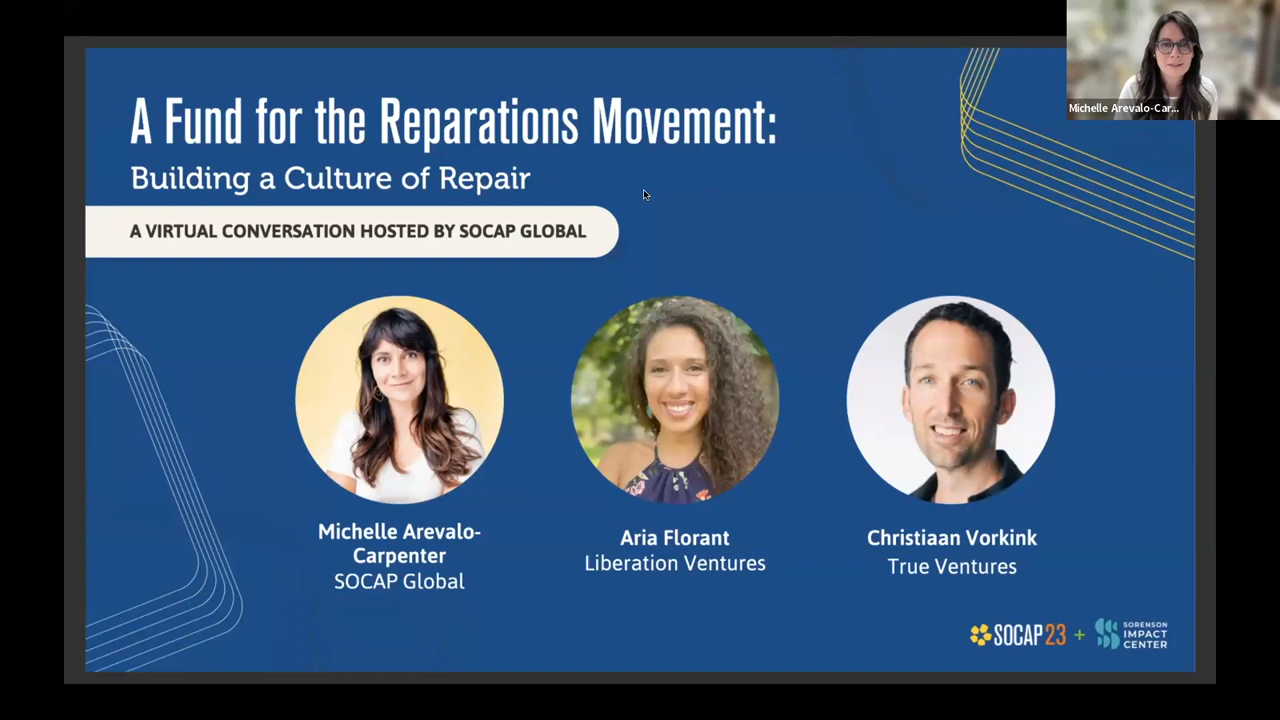 Michelle Arevalo-Car...
A Fund for the Reparations Movement:
Building a Culture of Repair
A VIRTUAL CONVERSATION HOSTED BY SOCAP GLOBAL
Michelle Arevalo-
Carpenter
SOCAP Global
Aria Florant
Liberation Ventures
Christiaan Vorkink
True Ventures
SOCAP23 +
SORENSON
IMPACT
CENTER